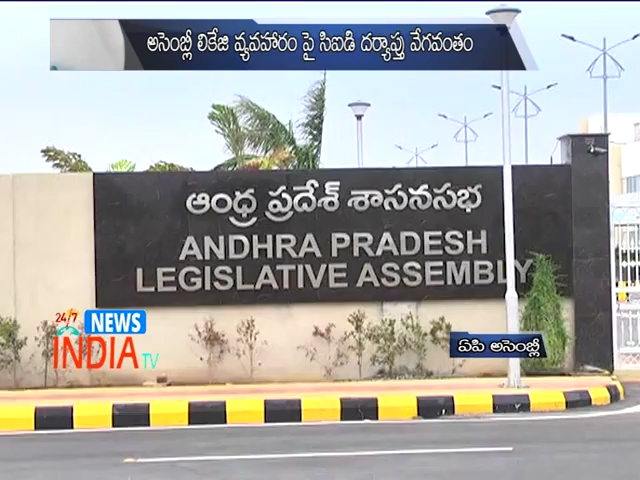 అసెంబ్లీ లికేజి వ్యవహారం పై సిఐడి దర్యాప్తు వేగవంతం
ఆంధ్ర ప్రదేశ్ శాసనసభ
ANDHRA PRADESH
LEGISLATIVE ASSEMBLY
24/7
NEWS
INDIA TV
ఏపి అసెంబ్లీ